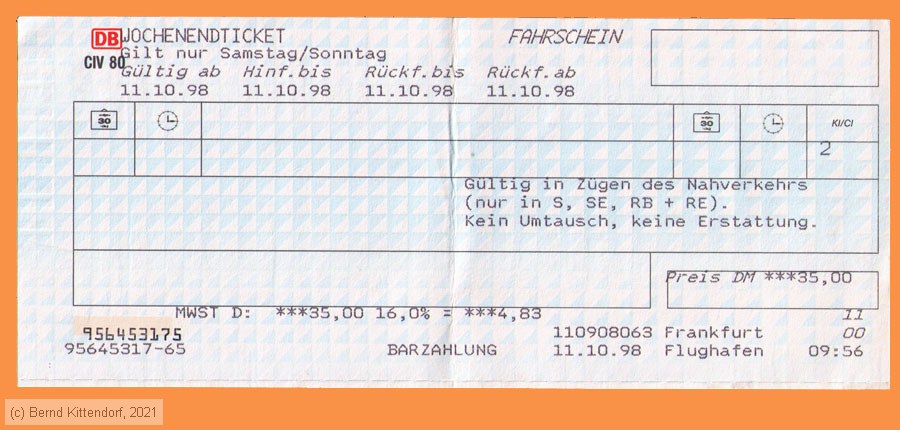 DB WOCHENENDTICKET FAHRSCHEIN
Gilt nur Samstag/Sonntag
CIV 80 Gültig ab Hinf.bis Rückf.bis Rückf.ab
11.10.98 11.10.98 11.10.98 11.10.98
30 30 Kl/Cl
2
Gültig in Zügen des Nahverkehrs
(nur in S, SE, RB + RE).
Kein Umtausch, keine Erstattung.
Preis DM ***35,00
MWST D: ***35,00 16,0% = ***4,83 11
956453175 110908063 Frankfurt 00
95645317-65 BARZAHLUNG 11.10.98 Flughafen 09:56
(c) Bernd Kittendorf, 2021